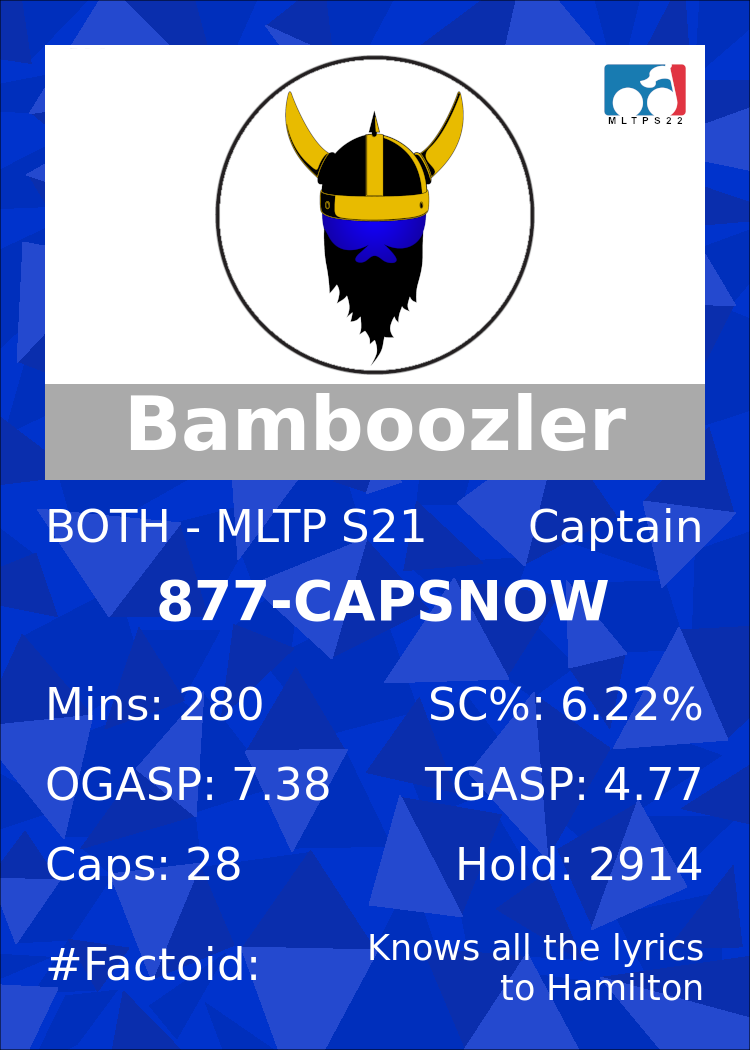 MLTPS22
Bamboozler
BOTH - MLTP S21 Captain
877-CAPSNOW
Mins: 280 SC%: 6.22%
OGASP: 7.38 TGASP: 4.77
Caps: 28 Hold: 2914
#Factoid: Knows all the lyrics
to Hamilton